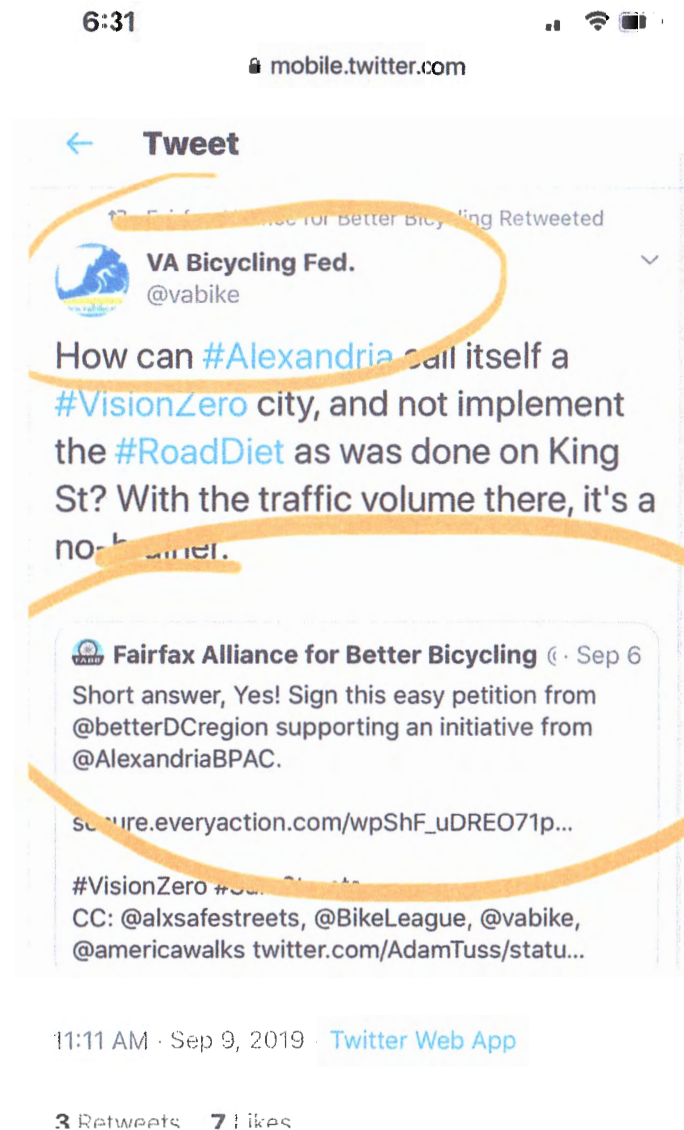 6:31
mobile.twitter.com
Tweet
for Better Bicycling Retweeted
VA Bicycling Fed.
@vabike
How can #Alexandria call itself a
#VisionZero city, and not implement
the #RoadDiet as was done on King
St? With the traffic volume there, it's a
no-brainer.
Fairfax Alliance for Better Bicycling · Sep 6
Short answer, Yes! Sign this easy petition from
@betterDCregion supporting an initiative from
@AlexandriaBPAC.
secure.everyaction.com/wpShF_uDREO71p...
#VisionZero
CC: @alxsafestreets, @BikeLeague, @vabike,
@americawalks twitter.com/AdamTuss/statu...
11:11 AM · Sep 9, 2019 · Twitter Web App
3 Retweets 7 Likes